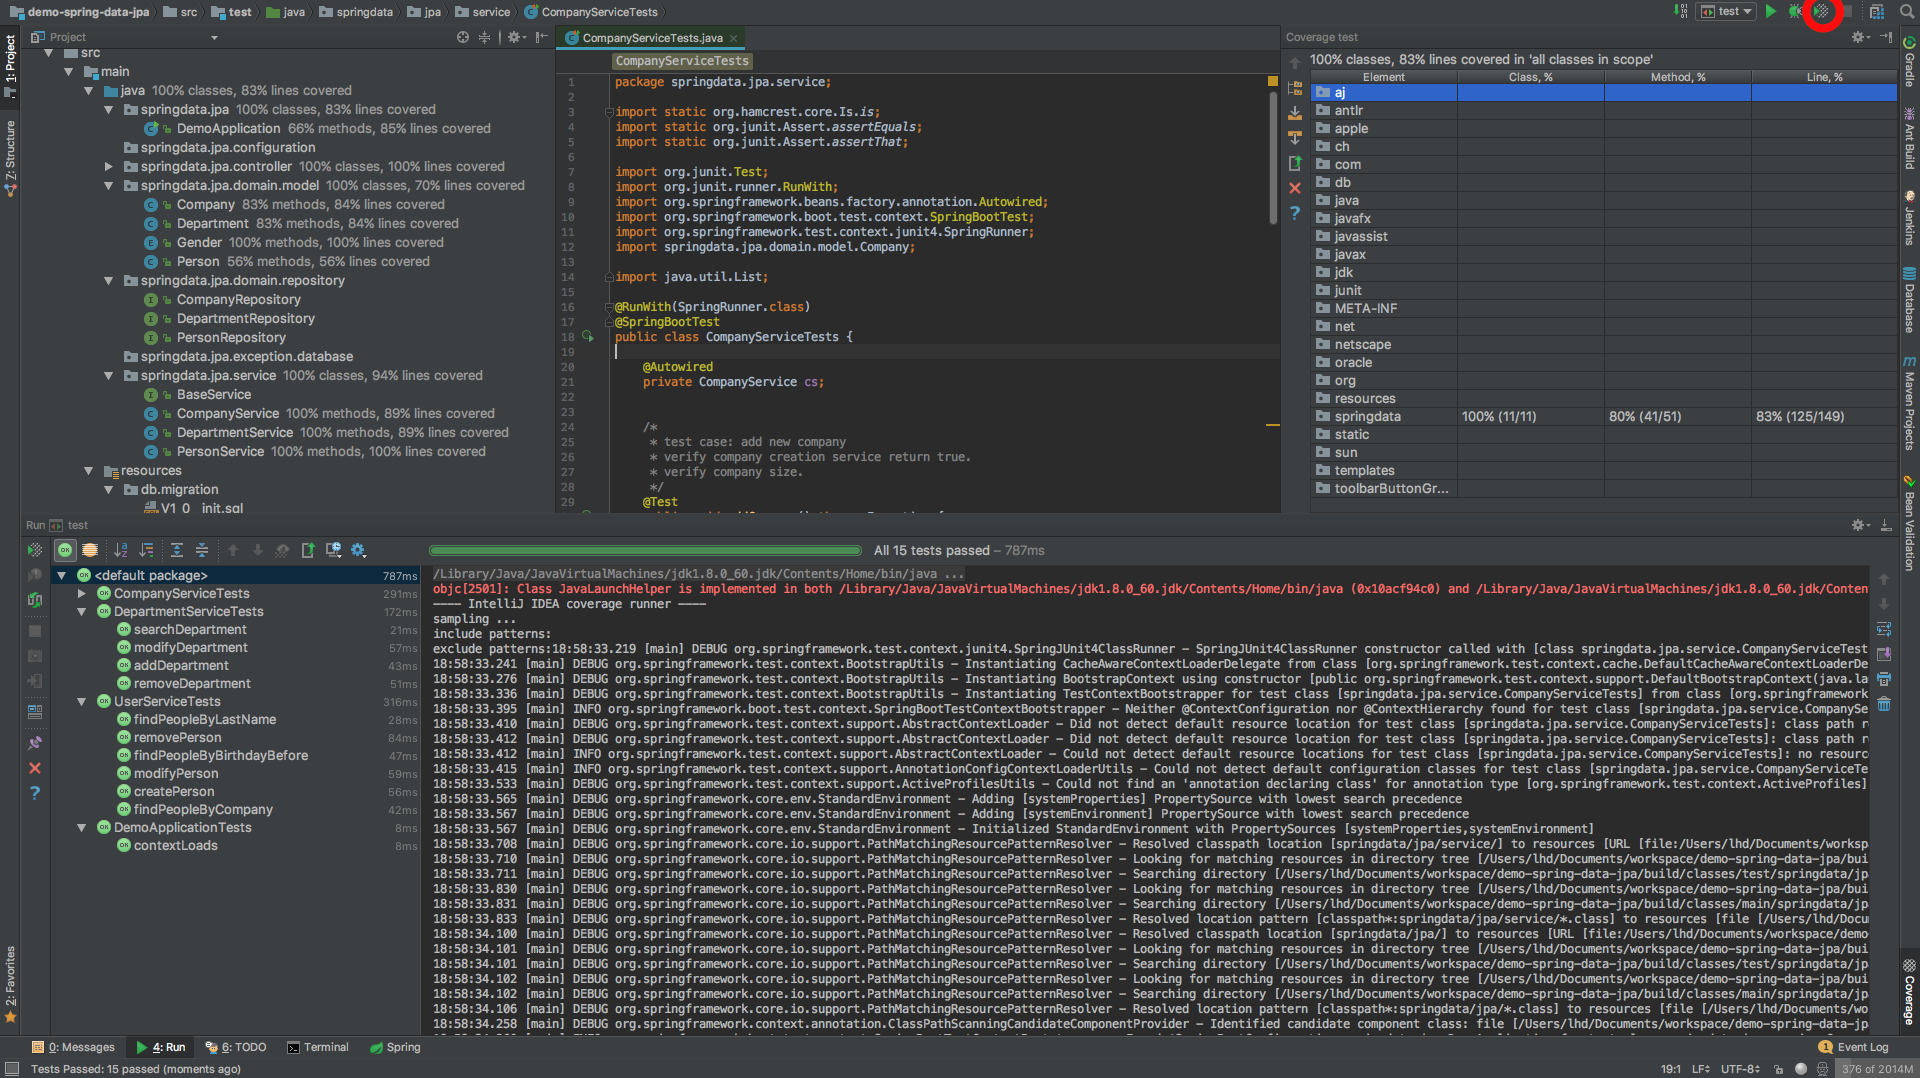 demo-spring-data-jpa src test java springdata jpa service CompanyServiceTests
test
1: Project
Z: Structure
2: Favorites
Project
src
main
java 100% classes, 83% lines covered
springdata.jpa 100% classes, 83% lines covered
DemoApplication 66% methods, 85% lines covered
springdata.jpa.configuration
springdata.jpa.controller 100% classes, 100% lines covered
springdata.jpa.domain.model 100% classes, 70% lines covered
Company 83% methods, 84% lines covered
Department 83% methods, 84% lines covered
Gender 100% methods, 100% lines covered
Person 56% methods, 56% lines covered
springdata.jpa.domain.repository
CompanyRepository
DepartmentRepository
PersonRepository
springdata.jpa.exception.database
springdata.jpa.service 100% classes, 94% lines covered
BaseService
CompanyService 100% methods, 89% lines covered
DepartmentService 100% methods, 89% lines covered
PersonService 100% methods, 100% lines covered
resources
db.migration
V1_0__init.sql
CompanyServiceTests.java
CompanyServiceTests
1 package springdata.jpa.service;
2
3 import static org.hamcrest.core.Is.is;
4 import static org.junit.Assert.assertEquals;
5 import static org.junit.Assert.assertThat;
6
7 import org.junit.Test;
8 import org.junit.runner.RunWith;
9 import org.springframework.beans.factory.annotation.Autowired;
10 import org.springframework.boot.test.context.SpringBootTest;
11 import org.springframework.test.context.junit4.SpringRunner;
12 import springdata.jpa.domain.model.Company;
13
14 import java.util.List;
15
16 @RunWith(SpringRunner.class)
17 @SpringBootTest
18 public class CompanyServiceTests {
19
20 @Autowired
21 private CompanyService cs;
22
23
24 /*
25 * test case: add new company
26 * verify company creation service return true.
27 * verify company size.
28 */
29 @Test
Coverage test
100% classes, 83% lines covered in 'all classes in scope'
Element Class, % Method, % Line, %
aj
antlr
apple
ch
com
db
java
javafx
javassist
javax
jdk
junit
META-INF
net
netscape
oracle
org
resources
springdata 100% (11/11) 80% (41/51) 83% (125/149)
static
sun
templates
toolbarButtonGr...
Gradle
Ant Build
Jenkins
Database
Maven Projects
Bean Validation
Coverage
Run test
All 15 tests passed – 787ms
<default package> 787ms
CompanyServiceTests 291ms
DepartmentServiceTests 172ms
searchDepartment 21ms
modifyDepartment 57ms
addDepartment 43ms
removeDepartment 51ms
UserServiceTests 316ms
findPeopleByLastName 28ms
removePerson 84ms
findPeopleByBirthdayBefore 47ms
modifyPerson 59ms
createPerson 56ms
findPeopleByCompany 42ms
DemoApplicationTests 8ms
contextLoads 8ms
/Library/Java/JavaVirtualMachines/jdk1.8.0_60.jdk/Contents/Home/bin/java ...
objc[2501]: Class JavaLaunchHelper is implemented in both /Library/Java/JavaVirtualMachines/jdk1.8.0_60.jdk/Contents/Home/bin/java (0x10acf94c0) and /Library/Java/JavaVirtualMachines/jdk1.8.0_60.jdk/Conten
---- IntelliJ IDEA coverage runner ----
sampling ...
include patterns:
exclude patterns:18:58:33.219 [main] DEBUG org.springframework.test.context.junit4.SpringJUnit4ClassRunner - SpringJUnit4ClassRunner constructor called with [class springdata.jpa.service.CompanyServiceTest
18:58:33.241 [main] DEBUG org.springframework.test.context.BootstrapUtils - Instantiating CacheAwareContextLoaderDelegate from class [org.springframework.test.context.cache.DefaultCacheAwareContextLoaderDe
18:58:33.276 [main] DEBUG org.springframework.test.context.BootstrapUtils - Instantiating BootstrapContext using constructor [public org.springframework.test.context.support.DefaultBootstrapContext(java.la
18:58:33.336 [main] DEBUG org.springframework.test.context.BootstrapUtils - Instantiating TestContextBootstrapper for test class [springdata.jpa.service.CompanyServiceTests] from class [org.springframework
18:58:33.395 [main] INFO org.springframework.boot.test.context.SpringBootTestContextBootstrapper - Neither @ContextConfiguration nor @ContextHierarchy found for test class [springdata.jpa.service.CompanySe
18:58:33.410 [main] DEBUG org.springframework.test.context.support.AbstractContextLoader - Did not detect default resource location for test class [springdata.jpa.service.CompanyServiceTests]: class path r
18:58:33.412 [main] DEBUG org.springframework.test.context.support.AbstractContextLoader - Did not detect default resource location for test class [springdata.jpa.service.CompanyServiceTests]: class path r
18:58:33.412 [main] INFO org.springframework.test.context.support.AbstractContextLoader - Could not detect default resource locations for test class [springdata.jpa.service.CompanyServiceTests]: no resourc
18:58:33.415 [main] INFO org.springframework.test.context.support.AnnotationConfigContextLoaderUtils - Could not detect default configuration classes for test class [springdata.jpa.service.CompanyServiceTe
18:58:33.533 [main] DEBUG org.springframework.test.context.support.ActiveProfilesUtils - Could not find an 'annotation declaring class' for annotation type [org.springframework.test.context.ActiveProfiles]
18:58:33.565 [main] DEBUG org.springframework.core.env.StandardEnvironment - Adding [systemProperties] PropertySource with lowest search precedence
18:58:33.567 [main] DEBUG org.springframework.core.env.StandardEnvironment - Adding [systemEnvironment] PropertySource with lowest search precedence
18:58:33.567 [main] DEBUG org.springframework.core.env.StandardEnvironment - Initialized StandardEnvironment with PropertySources [systemProperties,systemEnvironment]
18:58:33.708 [main] DEBUG org.springframework.core.io.support.PathMatchingResourcePatternResolver - Resolved classpath location [springdata/jpa/service/] to resources [URL [file:/Users/lhd/Documents/worksp
18:58:33.710 [main] DEBUG org.springframework.core.io.support.PathMatchingResourcePatternResolver - Looking for matching resources in directory tree [/Users/lhd/Documents/workspace/demo-spring-data-jpa/bui
18:58:33.711 [main] DEBUG org.springframework.core.io.support.PathMatchingResourcePatternResolver - Searching directory [/Users/lhd/Documents/workspace/demo-spring-data-jpa/build/classes/test/springdata/jp
18:58:33.830 [main] DEBUG org.springframework.core.io.support.PathMatchingResourcePatternResolver - Looking for matching resources in directory tree [/Users/lhd/Documents/workspace/demo-spring-data-jpa/bui
18:58:33.831 [main] DEBUG org.springframework.core.io.support.PathMatchingResourcePatternResolver - Searching directory [/Users/lhd/Documents/workspace/demo-spring-data-jpa/build/classes/main/springdata/jp
18:58:33.833 [main] DEBUG org.springframework.core.io.support.PathMatchingResourcePatternResolver - Resolved location pattern [classpath*:springdata/jpa/service/*.class] to resources [file [/Users/lhd/Docu
18:58:34.100 [main] DEBUG org.springframework.core.io.support.PathMatchingResourcePatternResolver - Resolved classpath location [springdata/jpa/] to resources [URL [file:/Users/lhd/Documents/workspace/demo
18:58:34.101 [main] DEBUG org.springframework.core.io.support.PathMatchingResourcePatternResolver - Looking for matching resources in directory tree [/Users/lhd/Documents/workspace/demo-spring-data-jpa/bui
18:58:34.101 [main] DEBUG org.springframework.core.io.support.PathMatchingResourcePatternResolver - Searching directory [/Users/lhd/Documents/workspace/demo-spring-data-jpa/build/classes/test/springdata/jp
18:58:34.102 [main] DEBUG org.springframework.core.io.support.PathMatchingResourcePatternResolver - Looking for matching resources in directory tree [/Users/lhd/Documents/workspace/demo-spring-data-jpa/bui
18:58:34.102 [main] DEBUG org.springframework.core.io.support.PathMatchingResourcePatternResolver - Searching directory [/Users/lhd/Documents/workspace/demo-spring-data-jpa/build/classes/main/springdata/jp
18:58:34.106 [main] DEBUG org.springframework.core.io.support.PathMatchingResourcePatternResolver - Resolved location pattern [classpath*:springdata/jpa/*.class] to resources [file [/Users/lhd/Documents/wo
18:58:34.258 [main] DEBUG org.springframework.context.annotation.ClassPathScanningCandidateComponentProvider - Identified candidate component class: file [/Users/lhd/Documents/workspace/demo-spring-data-jp
0: Messages 4: Run 6: TODO Terminal Spring 1 Event Log
Tests Passed: 15 passed (moments ago) 19:1 LF UTF-8 376 of 2014M